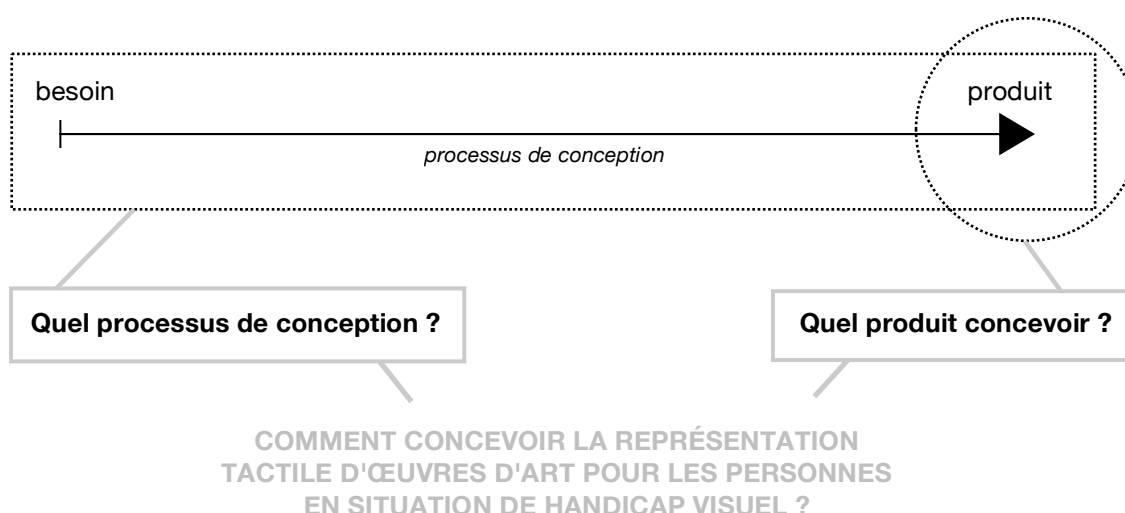 besoin
produit
processus de conception
Quel processus de conception ?
Quel produit concevoir ?
COMMENT CONCEVOIR LA REPRÉSENTATION
TACTILE D'ŒUVRES D'ART POUR LES PERSONNES
EN SITUATION DE HANDICAP VISUEL ?